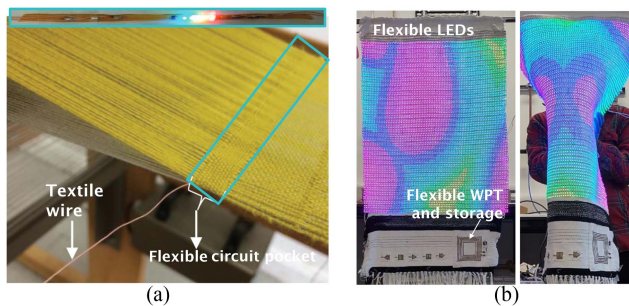 Textile
wire
Flexible circuit pocket
(a)
Flexible LEDs
Flexible WPT
and storage
(b)